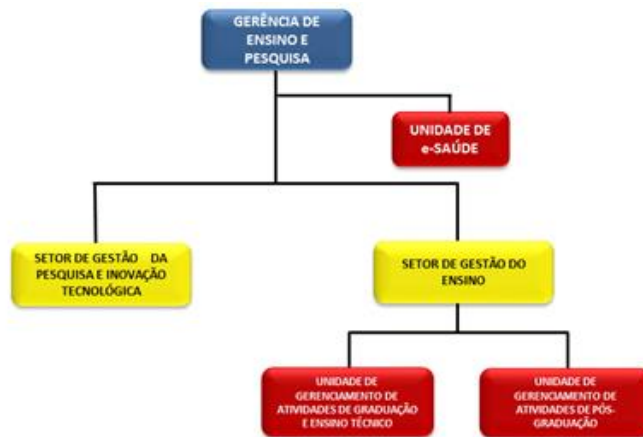 GERÊNCIA DE
ENSINO E
PESQUISA
UNIDADE DE
e-SAÚDE
SETOR DE GESTÃO DA
PESQUISA E INOVAÇÃO
TECNOLÓGICA
SETOR DE GESTÃO DO
ENSINO
UNIDADE DE
GERENCIAMENTO DE
ATIVIDADES DE GRADUAÇÃO
E ENSINO TÉCNICO
UNIDADE DE
GERENCIAMENTO DE
ATIVIDADES DE PÓS-
GRADUAÇÃO